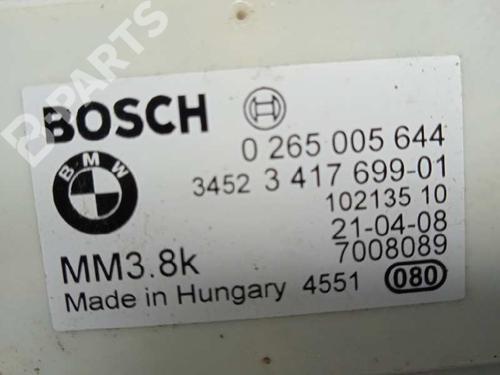 B-PARTS
BOSCH
0 265 005 644
BMW
3452 3 417 699-01
102135 10
21-04-08
MM3.8k
7008089
Made in Hungary 4551 080